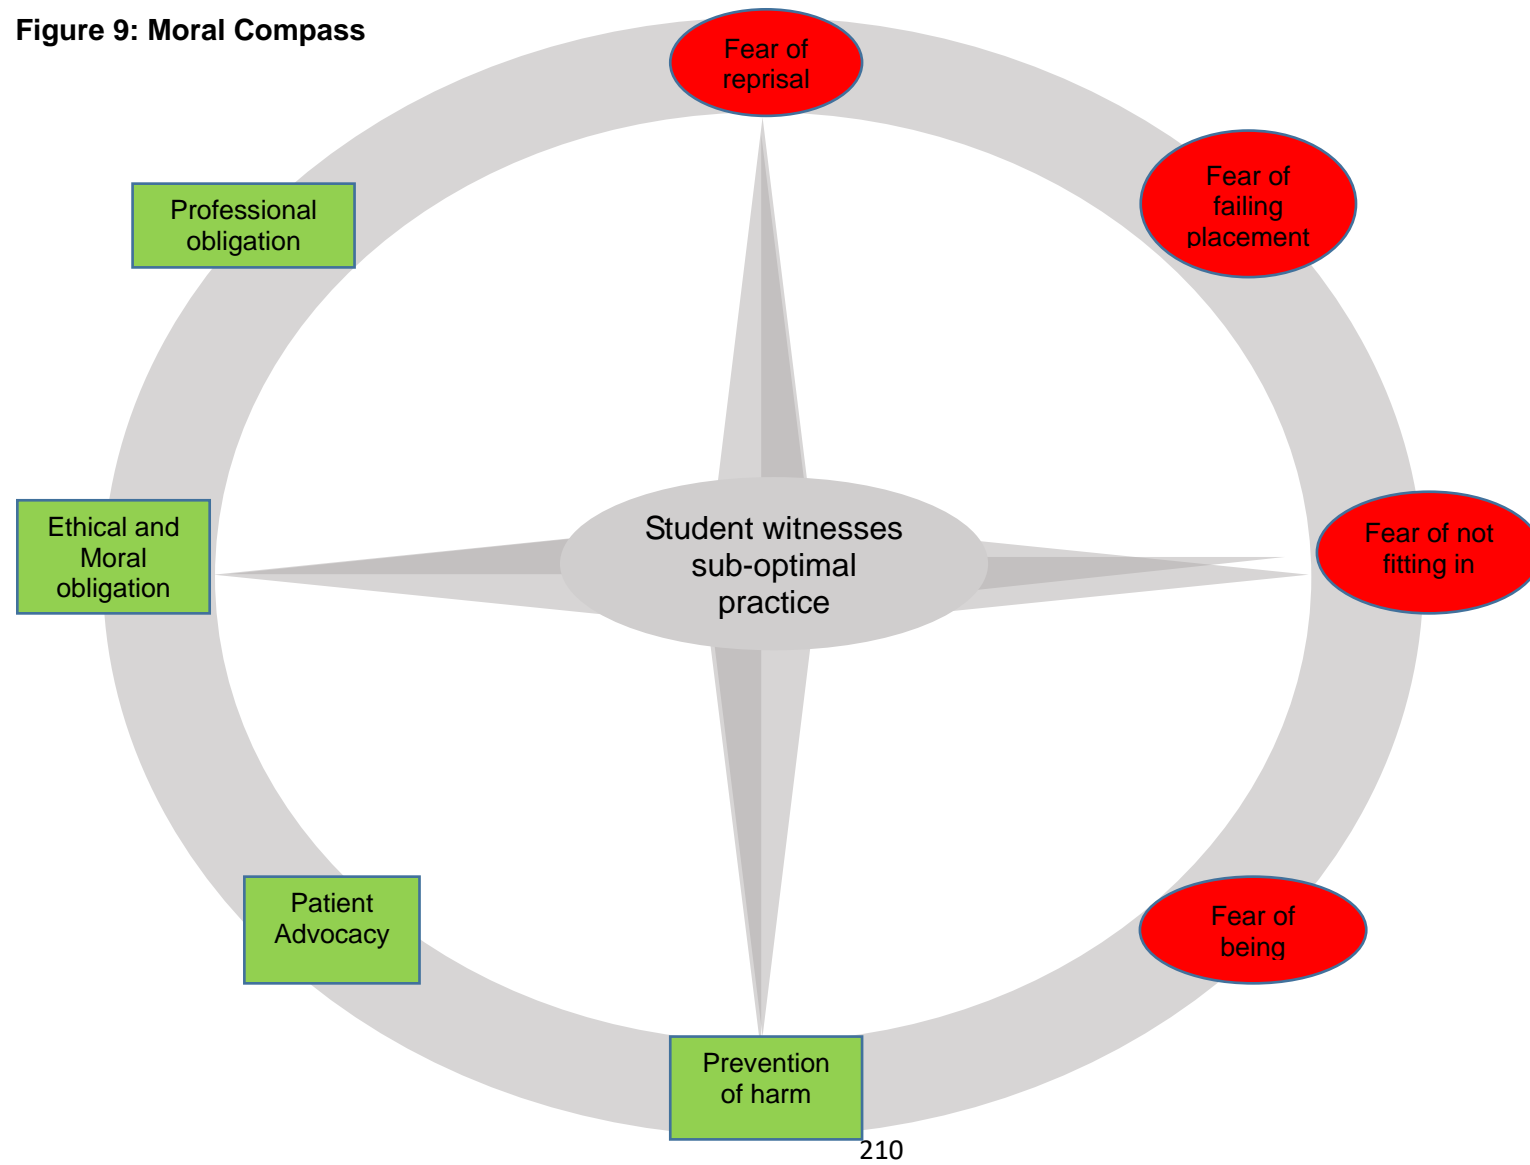 Figure 9: Moral Compass
Fear of
reprisal
Fear of
failing
placement
Professional
obligation
Student witnesses
sub-optimal
practice
Ethical and
Moral
obligation
Fear of not
fitting in
Patient
Advocacy
Fear of
being
Prevention
of harm
210